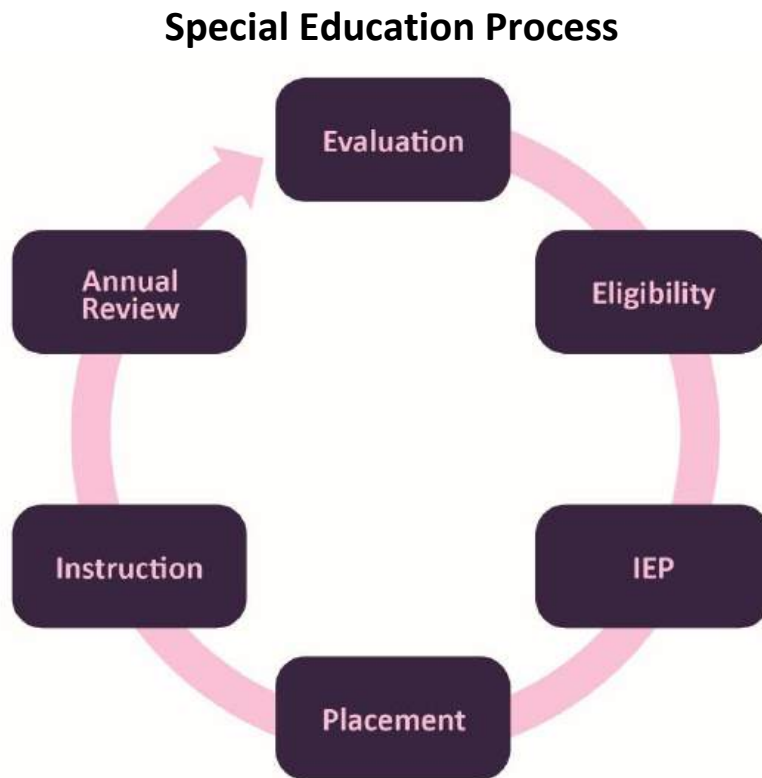 Special Education Process
Evaluation
Eligibility
IEP
Placement
Instruction
Annual
Review